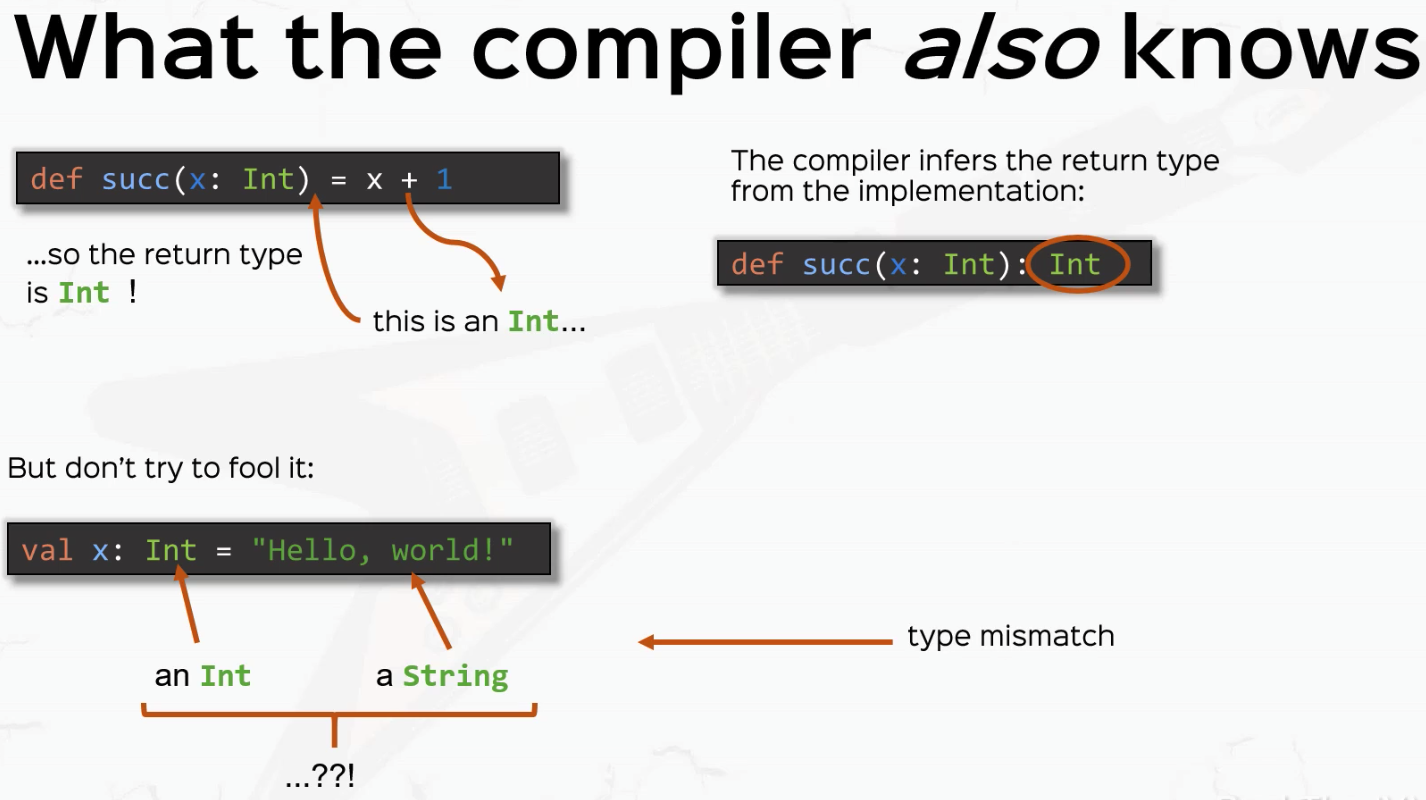 What the compiler also knows
def succ(x: Int) = x + 1
...so the return type
is Int !
this is an Int...
The compiler infers the return type
from the implementation:
def succ(x: Int): Int
But don't try to fool it:
val x: Int = "Hello, world!"
an Int
a String
type mismatch
...??!